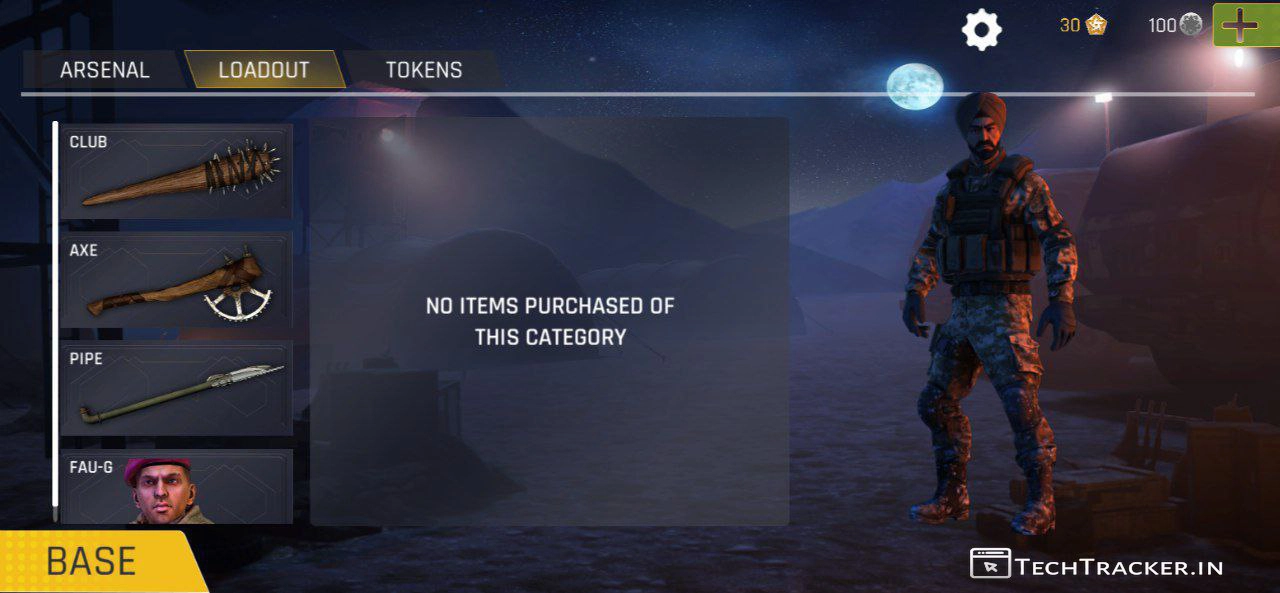 30
100
ARSENAL
LOADOUT
TOKENS
CLUB
AXE
PIPE
FAU-G
NO ITEMS PURCHASED OF
THIS CATEGORY
BASE
TECHTRACKER.IN